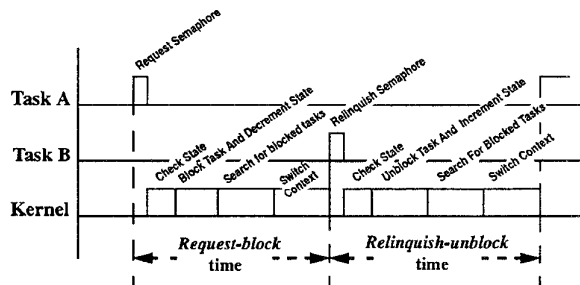 Request Semaphore
Task A
Relinquish Semaphore
Task B
Check State
Block Task And Decrement State
Search for blocked tasks
Switch
Context
Check State
Unblock Task And Increment State
Search For Blocked Tasks
Switch Context
Kernel
Request-block
time
Relinquish-unblock
time